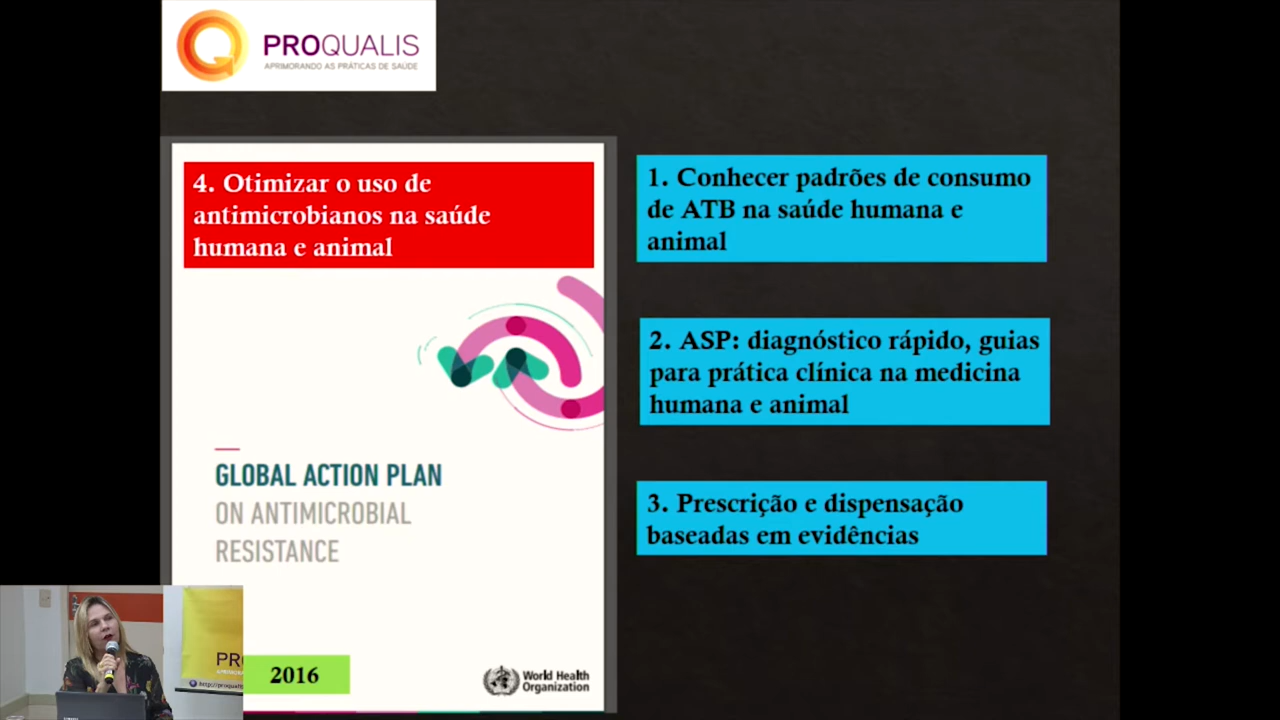 PROQUALIS
APRIMORANDO AS PRÁTICAS DE SAÚDE
4. Otimizar o uso de
antimicrobianos na saúde
humana e animal
GLOBAL ACTION PLAN
ON ANTIMICROBIAL
RESISTANCE
2016
World Health
Organization
1. Conhecer padrões de consumo
de ATB na saúde humana e
animal
2. ASP: diagnóstico rápido, guias
para prática clínica na medicina
humana e animal
3. Prescrição e dispensação
baseadas em evidências
PR